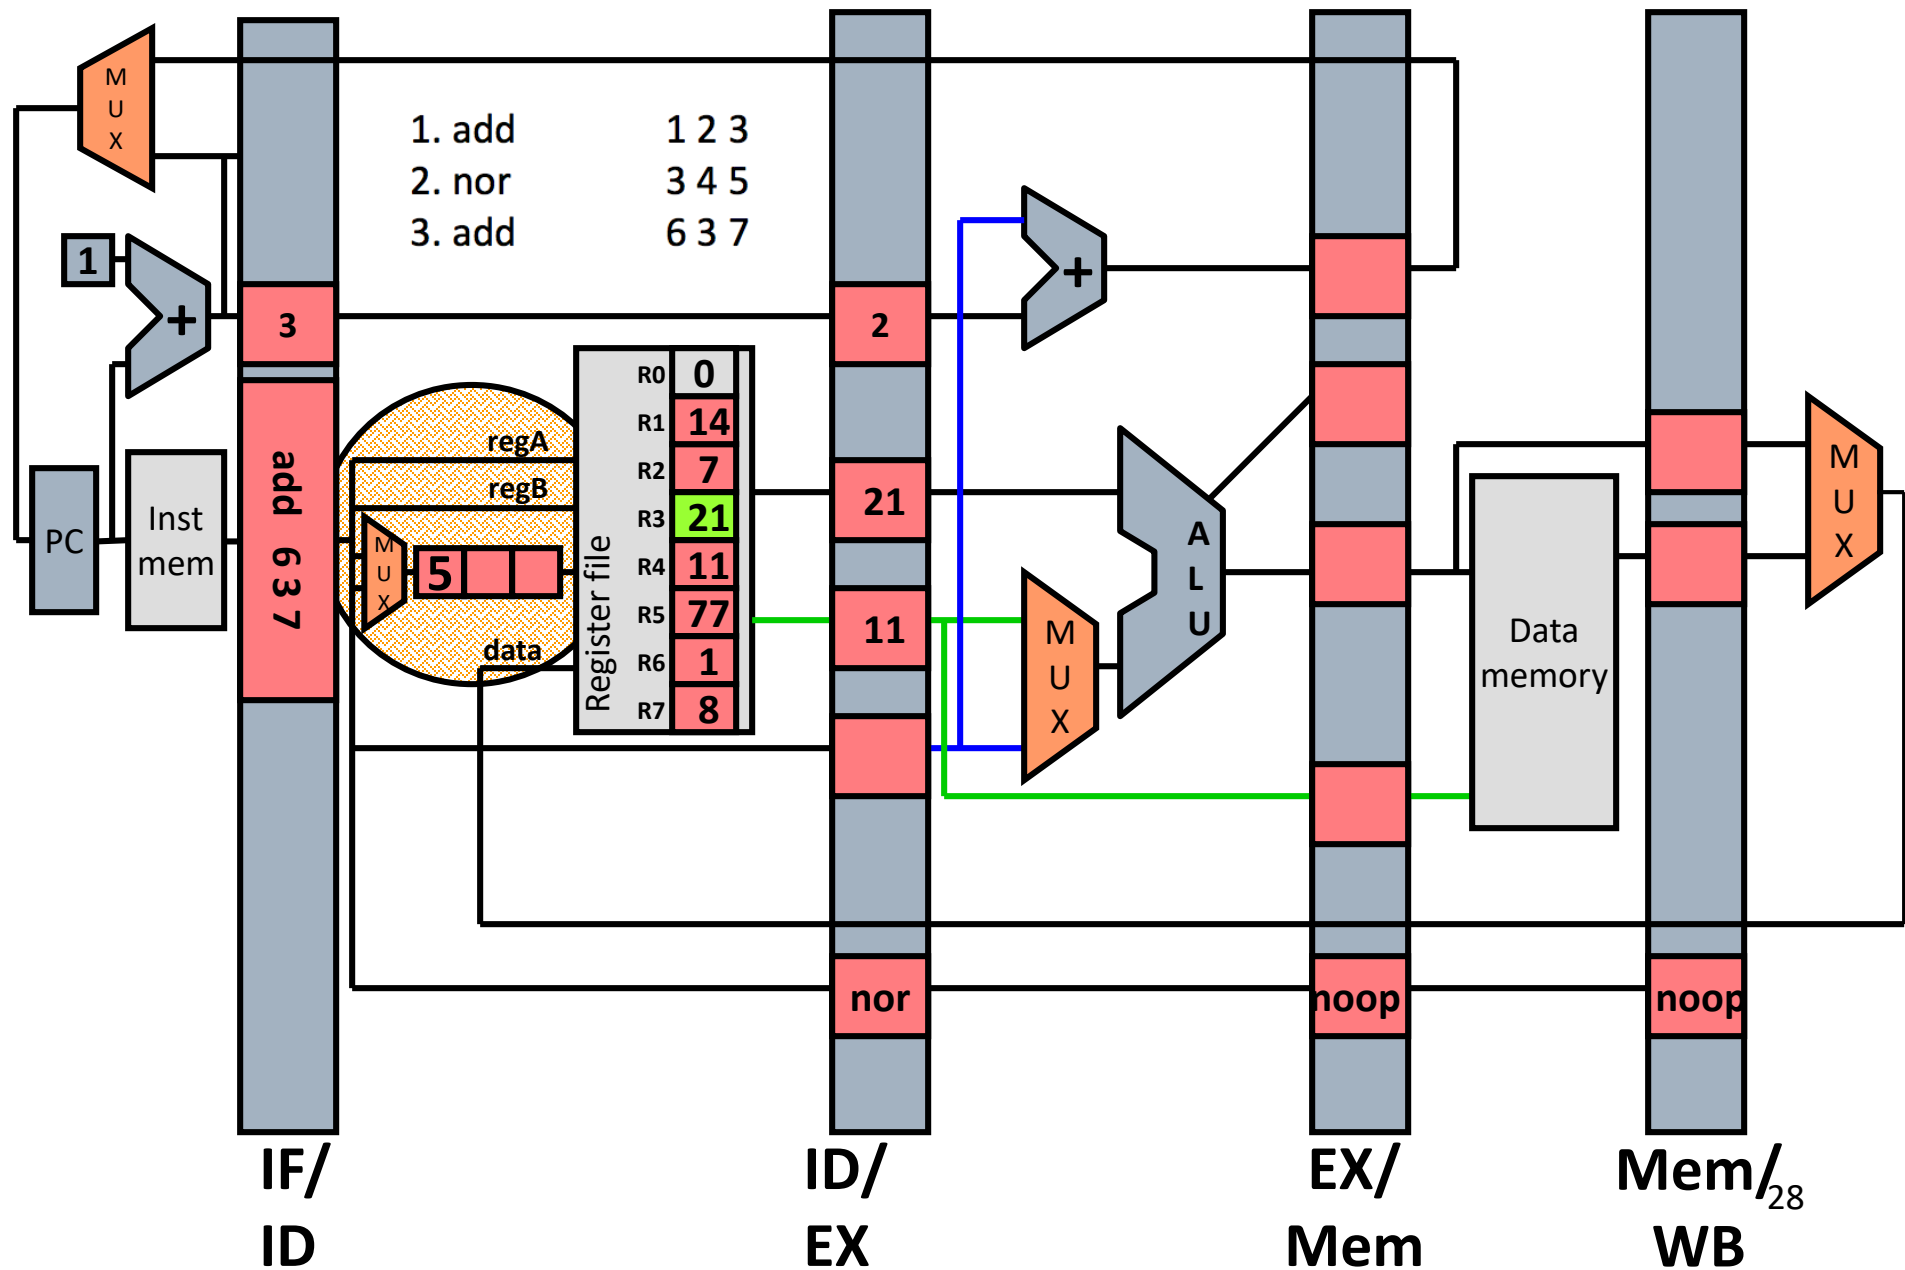 M
U
X
1. add 1 2 3
2. nor 3 4 5
3. add 6 3 7
1
+
+
3
2
R0 0
R1 14
R2 7
R3 21
R4 11
R5 77
R6 1
R7 8
Register file
regA
regB
data
add 6 3 7
PC
Inst
mem
M
U
X
5
21
11
M
U
X
A
L
U
Data
memory
M
U
X
nor
noop
noop
IF/
ID
ID/
EX
EX/
Mem
Mem/
WB
28